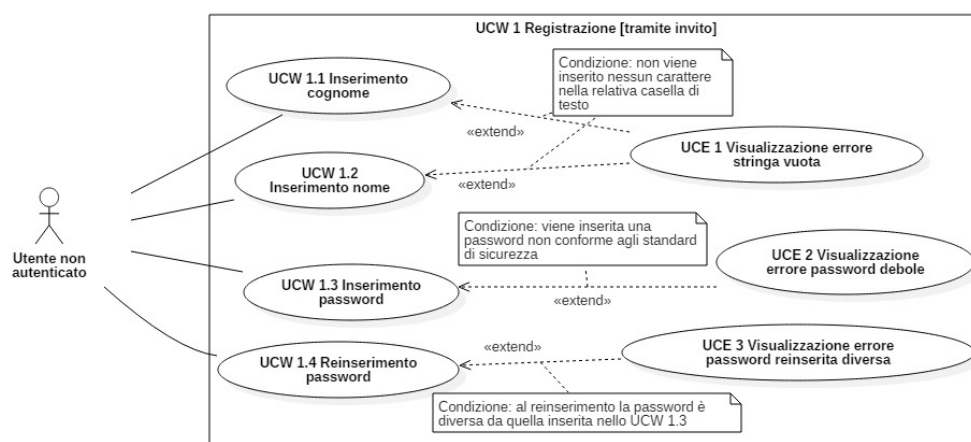 UCW 1 Registrazione [tramite invito]
UCW 1.1 Inserimento
cognome
Condizione: non viene
inserito nessun carattere
nella relativa casella di
testo
«extend»
UCE 1 Visualizzazione errore
stringa vuota
UCW 1.2
Inserimento nome
«extend»
Utente non
autenticato
Condizione: viene inserita una
password non conforme agli standard
di sicurezza
UCE 2 Visualizzazione
errore password debole
UCW 1.3 Inserimento
password
«extend»
UCW 1.4 Reinserimento
password
«extend»
UCE 3 Visualizzazione errore
password reinserita diversa
Condizione: al reinserimento la password è
diversa da quella inserita nello UCW 1.3